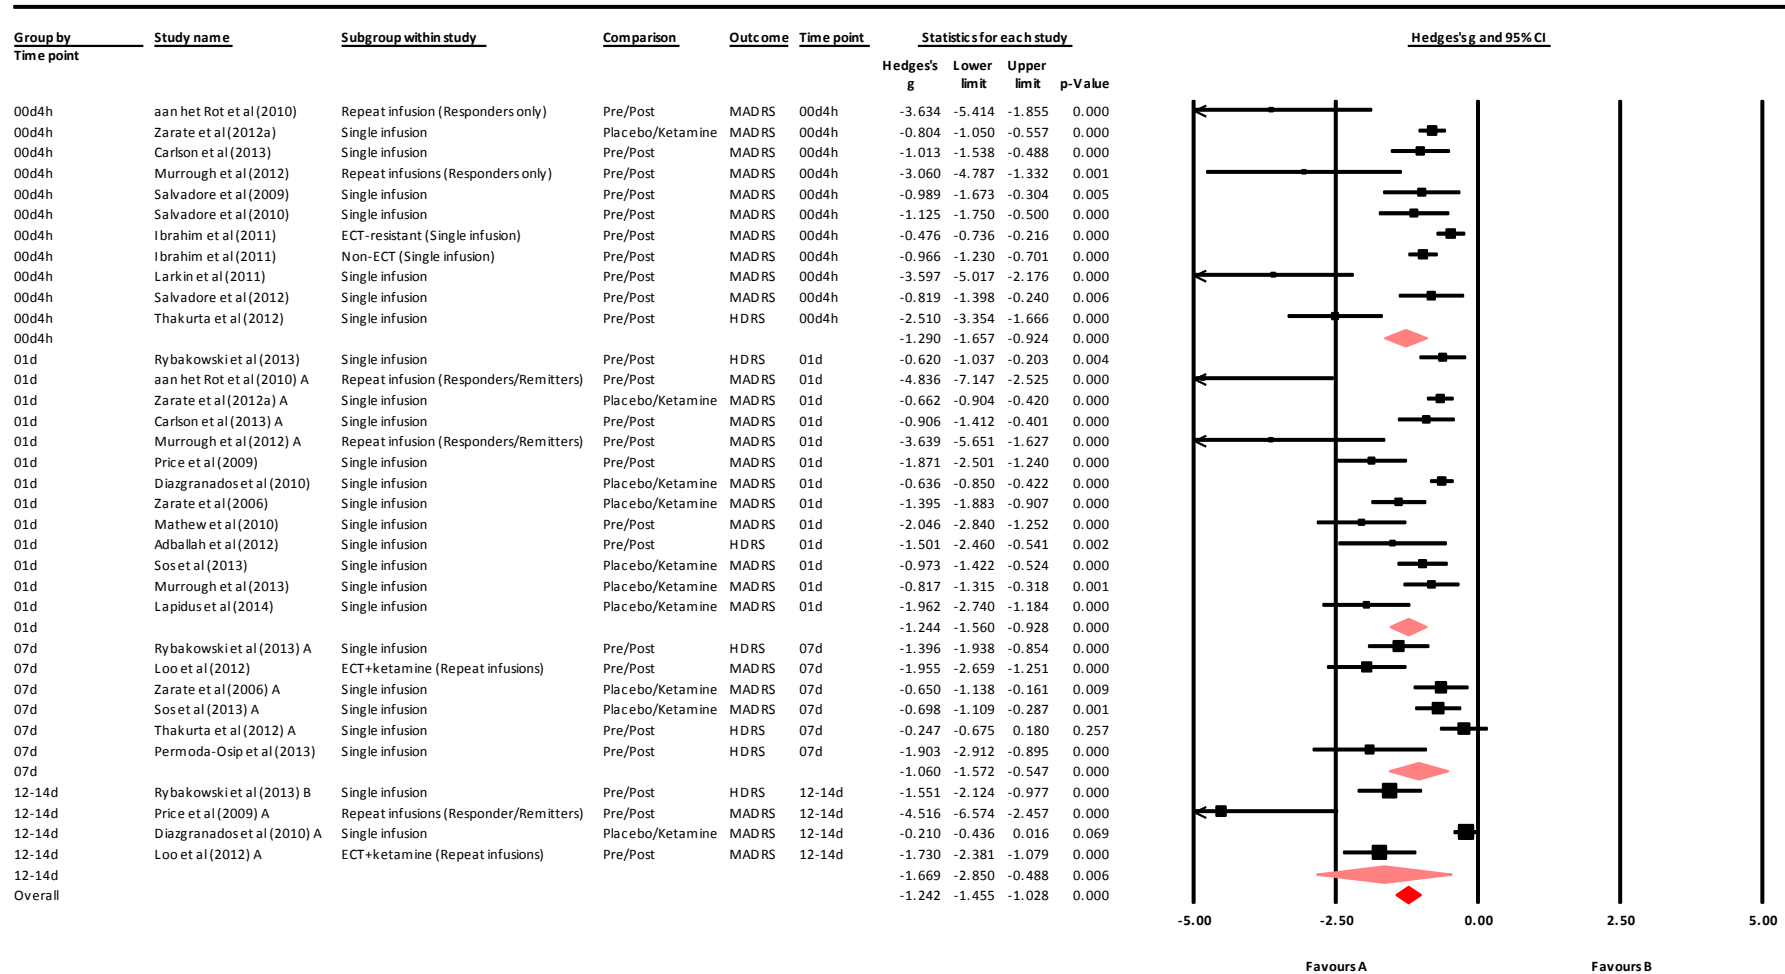 Group by Study name Subgroup within study Comparison Outcome Time point Statistics for each study Hedges's g and 95% CI
Time point
Hedges's Lower Upper
g limit limit p-Value
00d4h aan het Rot et al (2010) Repeat infusion (Responders only) Pre/Post MADRS 00d4h -3.634 -5.414 -1.855 0.000
00d4h Zarate et al (2012a) Single infusion Placebo/Ketamine MADRS 00d4h -0.804 -1.050 -0.557 0.000
00d4h Carlson et al (2013) Single infusion Pre/Post MADRS 00d4h -1.013 -1.538 -0.488 0.000
00d4h Murrough et al (2012) Repeat infusions (Responders only) Pre/Post MADRS 00d4h -3.060 -4.787 -1.332 0.001
00d4h Salvadore et al (2009) Single infusion Pre/Post MADRS 00d4h -0.989 -1.673 -0.304 0.005
00d4h Salvadore et al (2010) Single infusion Pre/Post MADRS 00d4h -1.125 -1.750 -0.500 0.000
00d4h Ibrahim et al (2011) ECT-resistant (Single infusion) Pre/Post MADRS 00d4h -0.476 -0.736 -0.216 0.000
00d4h Ibrahim et al (2011) Non-ECT (Single infusion) Pre/Post MADRS 00d4h -0.966 -1.230 -0.701 0.000
00d4h Larkin et al (2011) Single infusion Pre/Post MADRS 00d4h -3.597 -5.017 -2.176 0.000
00d4h Salvadore et al (2012) Single infusion Pre/Post MADRS 00d4h -0.819 -1.398 -0.240 0.006
00d4h Thakurta et al (2012) Single infusion Pre/Post HDRS 00d4h -2.510 -3.354 -1.666 0.000
00d4h -1.290 -1.657 -0.924 0.000
01d Rybakowski et al (2013) Single infusion Pre/Post HDRS 01d -0.620 -1.037 -0.203 0.004
01d aan het Rot et al (2010) A Repeat infusion (Responders/Remitters) Pre/Post MADRS 01d -4.836 -7.147 -2.525 0.000
01d Zarate et al (2012a) A Single infusion Placebo/Ketamine MADRS 01d -0.662 -0.904 -0.420 0.000
01d Carlson et al (2013) A Single infusion Pre/Post MADRS 01d -0.906 -1.412 -0.401 0.000
01d Murrough et al (2012) A Repeat infusion (Responders/Remitters) Pre/Post MADRS 01d -3.639 -5.651 -1.627 0.000
01d Price et al (2009) Single infusion Pre/Post MADRS 01d -1.871 -2.501 -1.240 0.000
01d Diazgranados et al (2010) Single infusion Placebo/Ketamine MADRS 01d -0.636 -0.850 -0.422 0.000
01d Zarate et al (2006) Single infusion Placebo/Ketamine MADRS 01d -1.395 -1.883 -0.907 0.000
01d Mathew et al (2010) Single infusion Pre/Post MADRS 01d -2.046 -2.840 -1.252 0.000
01d Adballah et al (2012) Single infusion Pre/Post HDRS 01d -1.501 -2.460 -0.541 0.002
01d Sos et al (2013) Single infusion Placebo/Ketamine MADRS 01d -0.973 -1.422 -0.524 0.000
01d Murrough et al (2013) Single infusion Placebo/Ketamine MADRS 01d -0.817 -1.315 -0.318 0.001
01d Lapidus et al (2014) Single infusion Placebo/Ketamine MADRS 01d -1.962 -2.740 -1.184 0.000
01d -1.244 -1.560 -0.928 0.000
07d Rybakowski et al (2013) A Single infusion Pre/Post HDRS 07d -1.396 -1.938 -0.854 0.000
07d Loo et al (2012) ECT+ketamine (Repeat infusions) Pre/Post MADRS 07d -1.955 -2.659 -1.251 0.000
07d Zarate et al (2006) A Single infusion Placebo/Ketamine MADRS 07d -0.650 -1.138 -0.161 0.009
07d Sos et al (2013) A Single infusion Placebo/Ketamine MADRS 07d -0.698 -1.109 -0.287 0.001
07d Thakurta et al (2012) A Single infusion Pre/Post HDRS 07d -0.247 -0.675 0.180 0.257
07d Permoda-Osip et al (2013) Single infusion Pre/Post HDRS 07d -1.903 -2.912 -0.895 0.000
07d -1.060 -1.572 -0.547 0.000
12-14d Rybakowski et al (2013) B Single infusion Pre/Post HDRS 12-14d -1.551 -2.124 -0.977 0.000
12-14d Price et al (2009) A Repeat infusions (Responder/Remitters) Pre/Post MADRS 12-14d -4.516 -6.574 -2.457 0.000
12-14d Diazgranados et al (2010) A Single infusion Placebo/Ketamine MADRS 12-14d -0.210 -0.436 0.016 0.069
12-14d Loo et al (2012) A ECT+ketamine (Repeat infusions) Pre/Post MADRS 12-14d -1.730 -2.381 -1.079 0.000
12-14d -1.669 -2.850 -0.488 0.006
Overall -1.242 -1.455 -1.028 0.000
-5.00 -2.50 0.00 2.50 5.00
Favours A Favours B